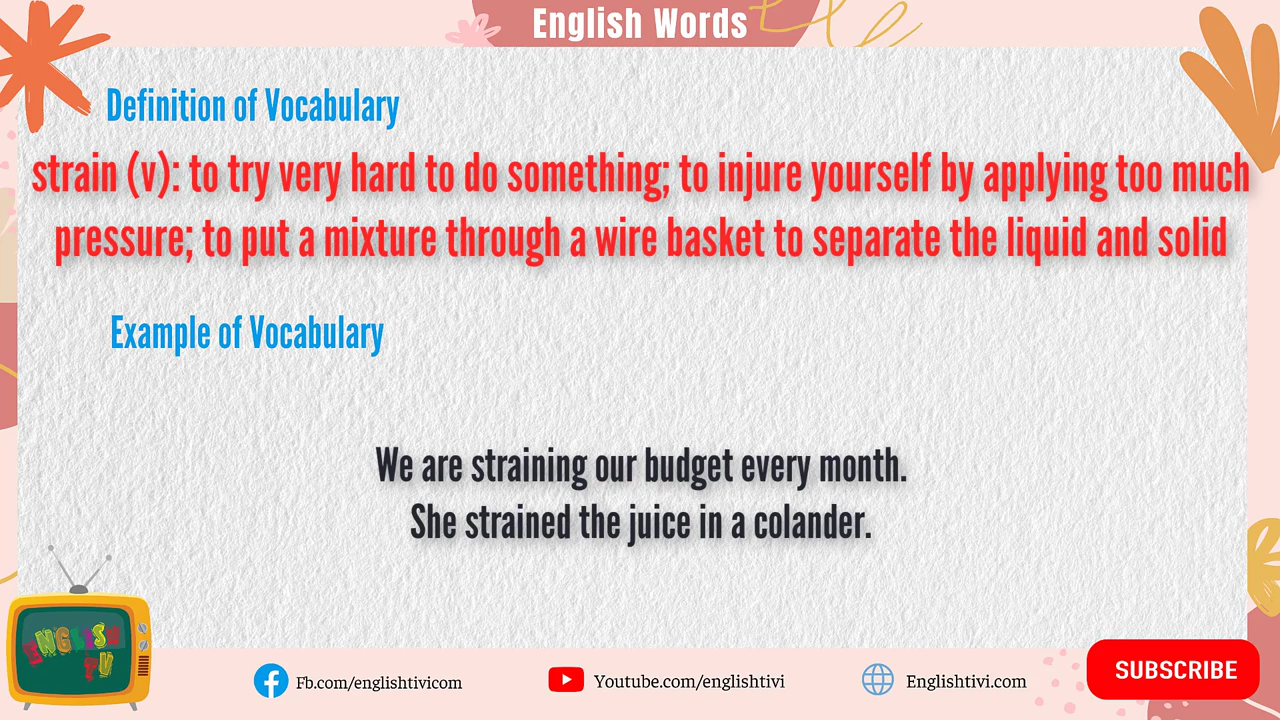 English Words
Definition of Vocabulary
strain (v): to try very hard to do something; to injure yourself by applying too much
pressure; to put a mixture through a wire basket to separate the liquid and solid
Example of Vocabulary
We are straining our budget every month.
She strained the juice in a colander.
ENGLISH
TV
Fb.com/englishtivicom
Youtube.com/englishtivi
Englishtivi.com
SUBSCRIBE